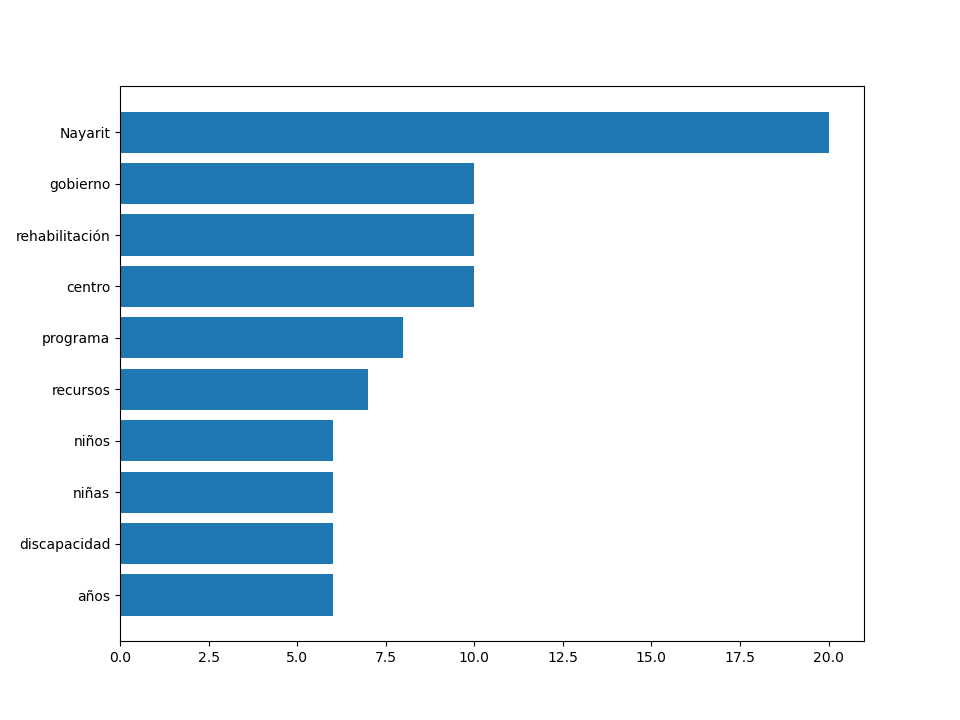 Nayarit
gobierno
rehabilitación
centro
programa
recursos
niños
niñas
discapacidad
años
0.0 2.5 5.0 7.5 10.0 12.5 15.0 17.5 20.0